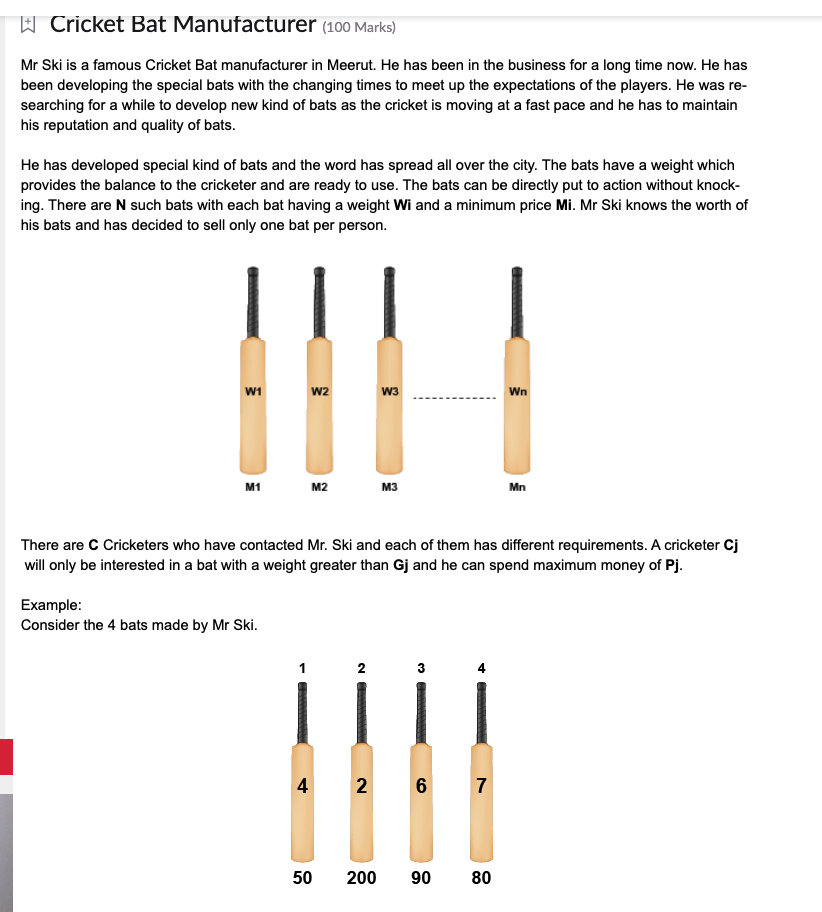 Cricket Bat Manufacturer (100 Marks)
Mr Ski is a famous Cricket Bat manufacturer in Meerut. He has been in the business for a long time now. He has
been developing the special bats with the changing times to meet up the expectations of the players. He was re-
searching for a while to develop new kind of bats as the cricket is moving at a fast pace and he has to maintain
his reputation and quality of bats.
He has developed special kind of bats and the word has spread all over the city. The bats have a weight which
provides the balance to the cricketer and are ready to use. The bats can be directly put to action without knock-
ing. There are N such bats with each bat having a weight Wi and a minimum price Mi. Mr Ski knows the worth of
his bats and has decided to sell only one bat per person.
W1 W2 W3 Wn
M1 M2 M3 Mn
There are C Cricketers who have contacted Mr. Ski and each of them has different requirements. A cricketer Cj
will only be interested in a bat with a weight greater than Gj and he can spend maximum money of Pj.
Example:
Consider the 4 bats made by Mr Ski.
1 2 3 4
4 2 6 7
50 200 90 80